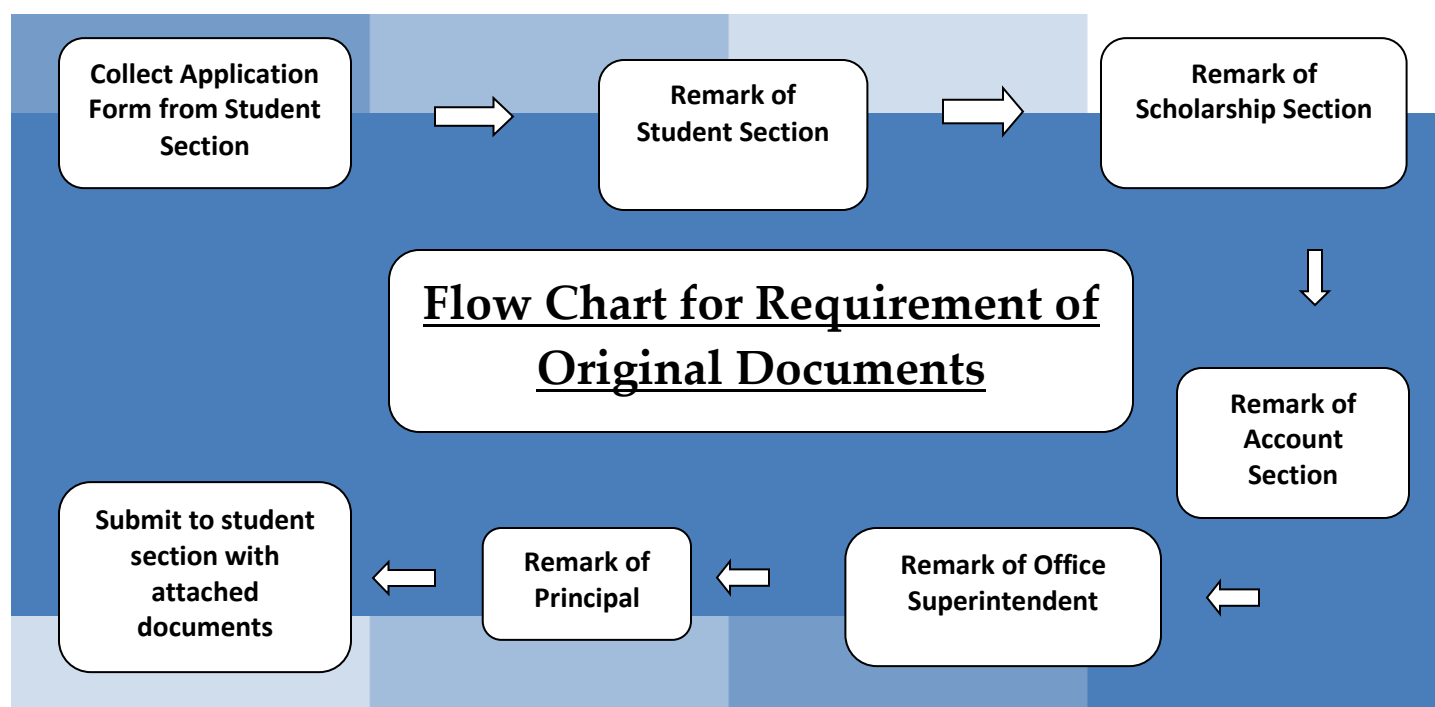 Collect Application
Form from Student
Section
Remark of
Student Section
Remark of
Scholarship Section
Flow Chart for Requirement of
Original Documents
Remark of
Account
Section
Remark of Office
Superintendent
Remark of
Principal
Submit to student
section with
attached
documents